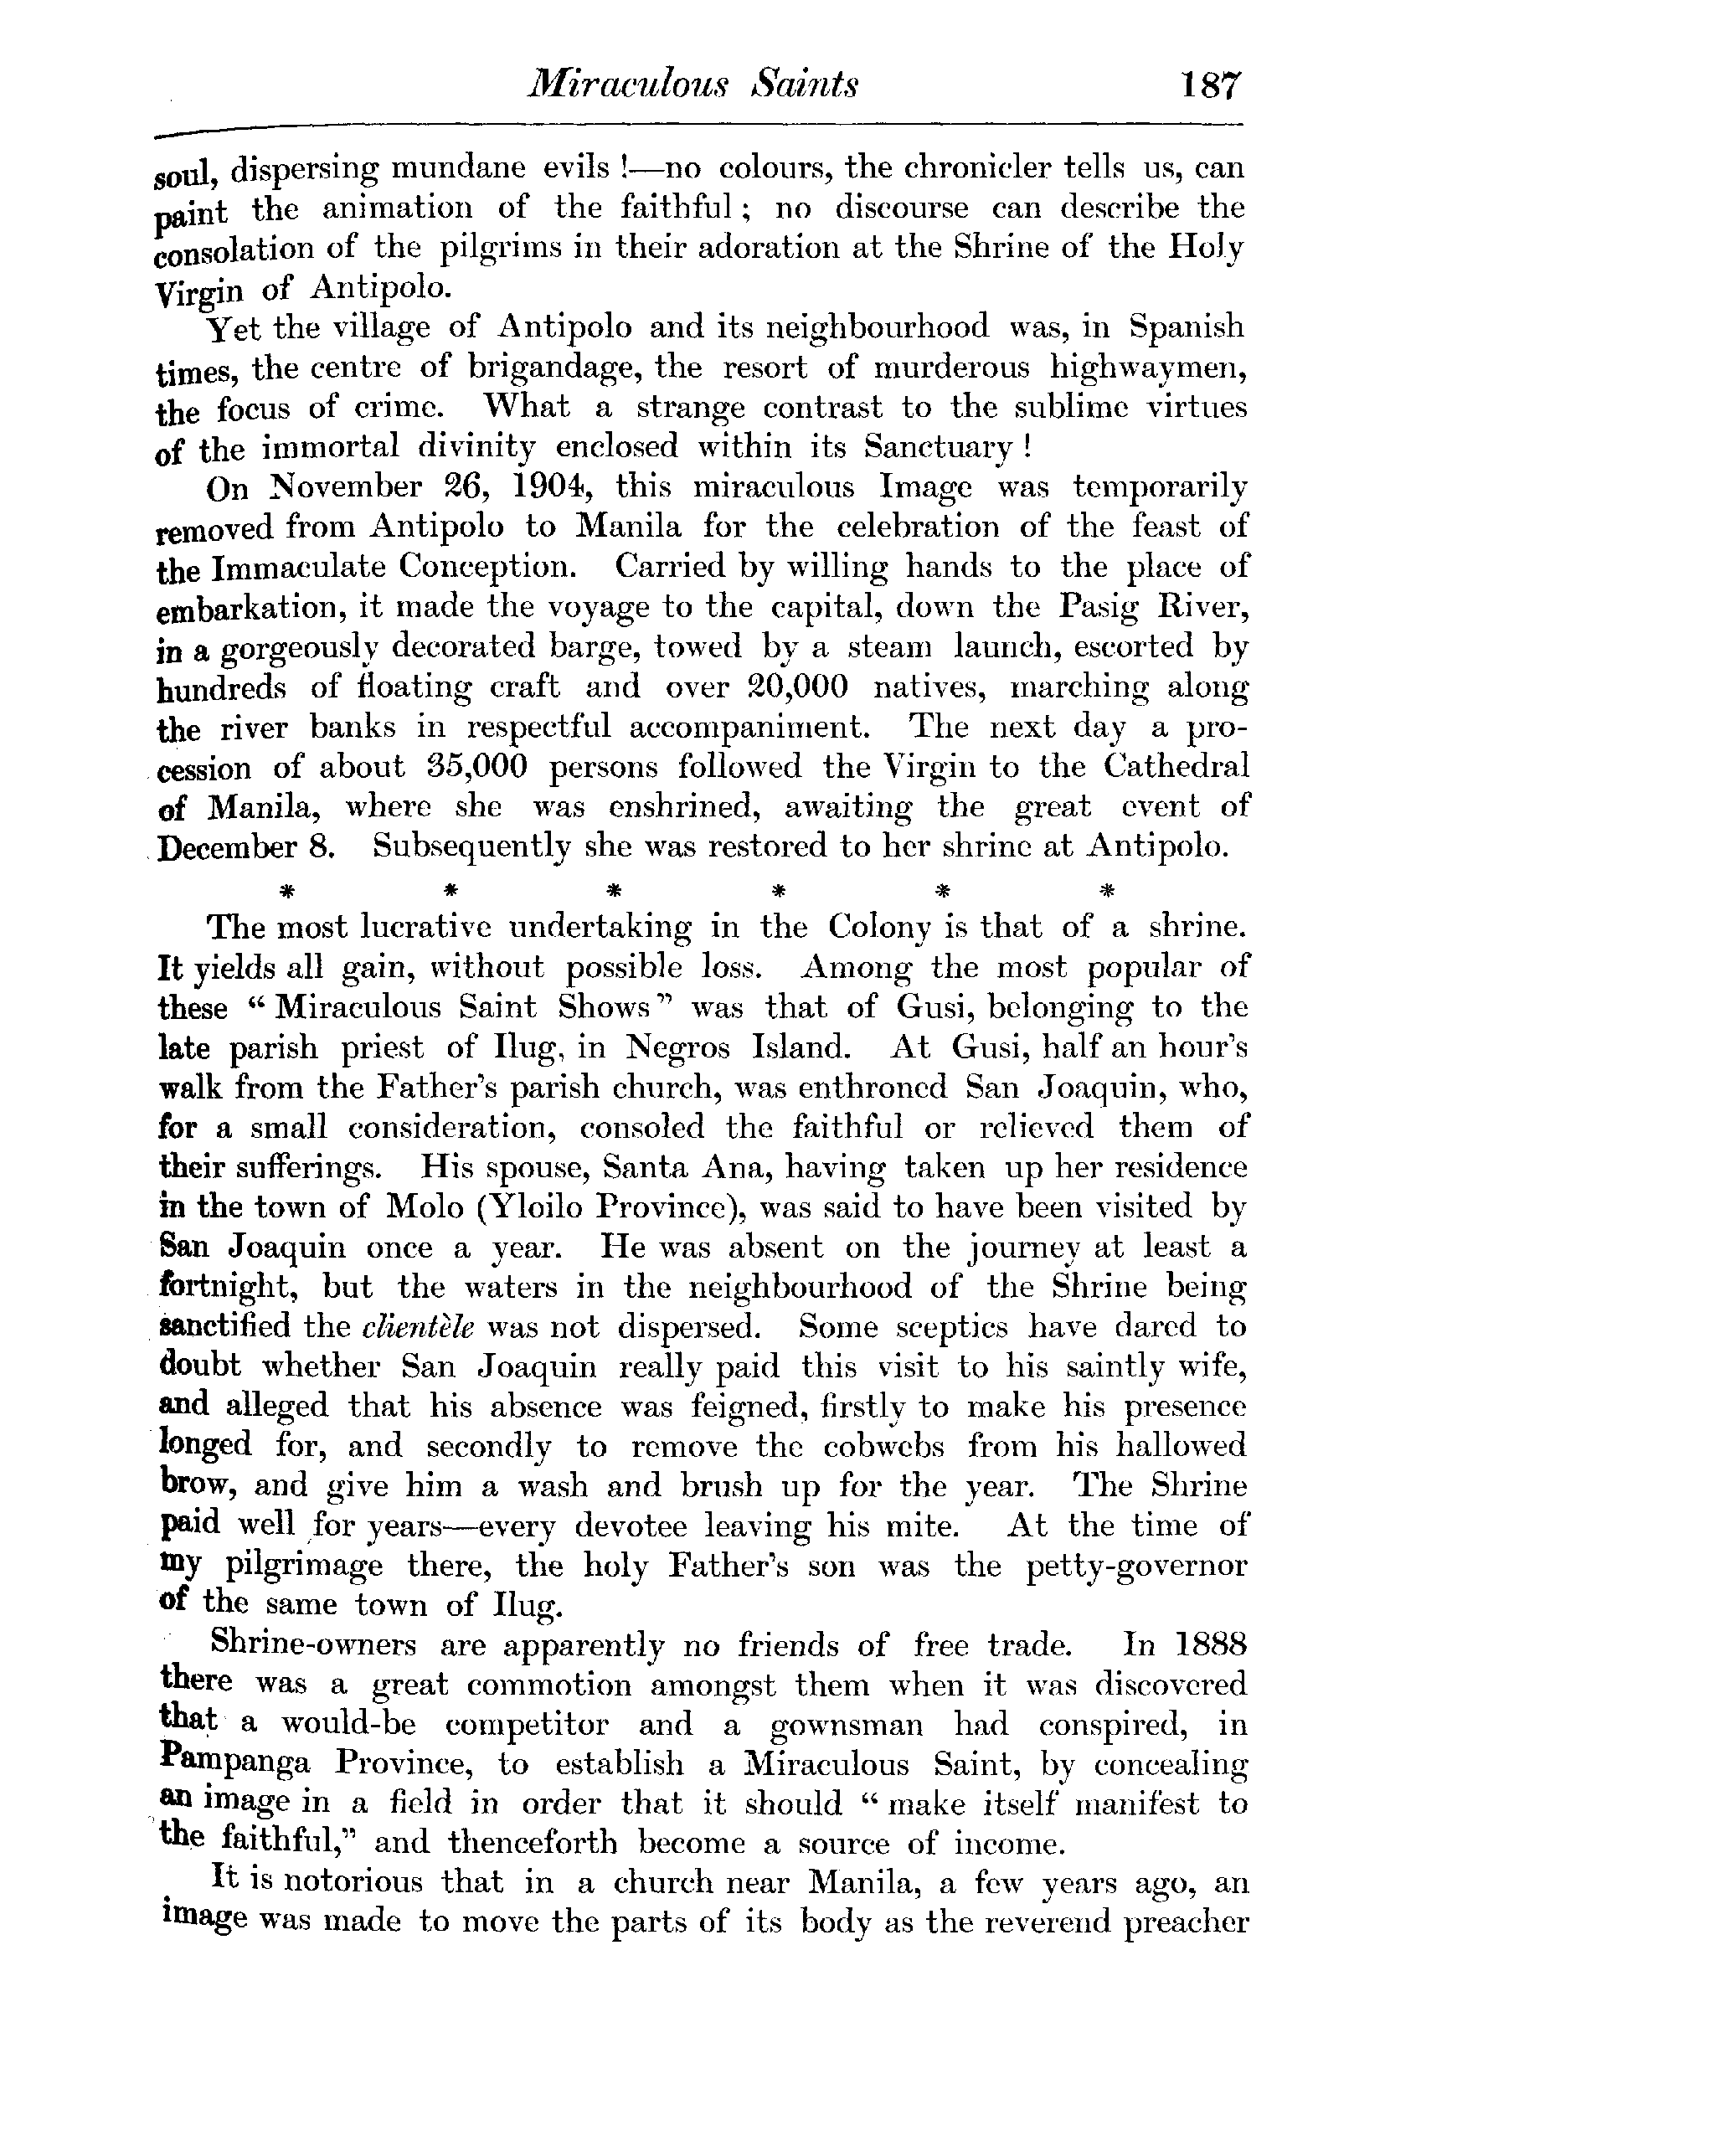 Miraculous Saints 187
soul, dispersing mundane evils !—no colours, the chronicler tells us, can
paint the animation of the faithful ; no discourse can describe the
consolation of the pilgrims in their adoration at the Shrine of the Holy
Virgin of Antipolo.
Yet the village of Antipolo and its neighbourhood was, in Spanish
times, the centre of brigandage, the resort of murderous highwaymen,
the focus of crime. What a strange contrast to the sublime virtues
of the immortal divinity enclosed within its Sanctuary !
On November 26, 1904, this miraculous Image was temporarily
removed from Antipolo to Manila for the celebration of the feast of
the Immaculate Conception. Carried by willing hands to the place of
embarkation, it made the voyage to the capital, down the Pasig River,
in a gorgeously decorated barge, towed by a steam launch, escorted by
hundreds of floating craft and over 20,000 natives, marching along
the river banks in respectful accompaniment. The next day a pro-
cession of about 35,000 persons followed the Virgin to the Cathedral
of Manila, where she was enshrined, awaiting the great event of
December 8. Subsequently she was restored to her shrine at Antipolo.
* * * * * *
The most lucrative undertaking in the Colony is that of a shrine.
It yields all gain, without possible loss. Among the most popular of
these “ Miraculous Saint Shows ” was that of Gusi, belonging to the
late parish priest of Ilug, in Negros Island. At Gusi, half an hour’s
walk from the Father’s parish church, was enthroned San Joaquin, who,
for a small consideration, consoled the faithful or relieved them of
their sufferings. His spouse, Santa Ana, having taken up her residence
in the town of Molo (Yloilo Province), was said to have been visited by
San Joaquin once a year. He was absent on the journey at least a
fortnight, but the waters in the neighbourhood of the Shrine being
sanctified the clientèle was not dispersed. Some sceptics have dared to
doubt whether San Joaquin really paid this visit to his saintly wife,
and alleged that his absence was feigned, firstly to make his presence
longed for, and secondly to remove the cobwebs from his hallowed
brow, and give him a wash and brush up for the year. The Shrine
paid well for years—every devotee leaving his mite. At the time of
my pilgrimage there, the holy Father’s son was the petty-governor
of the same town of Ilug.
Shrine-owners are apparently no friends of free trade. In 1888
there was a great commotion amongst them when it was discovered
that a would-be competitor and a gownsman had conspired, in
Pampanga Province, to establish a Miraculous Saint, by concealing
an image in a field in order that it should “ make itself manifest to
the faithful,” and thenceforth become a source of income.
It is notorious that in a church near Manila, a few years ago, an
image was made to move the parts of its body as the reverend preacher